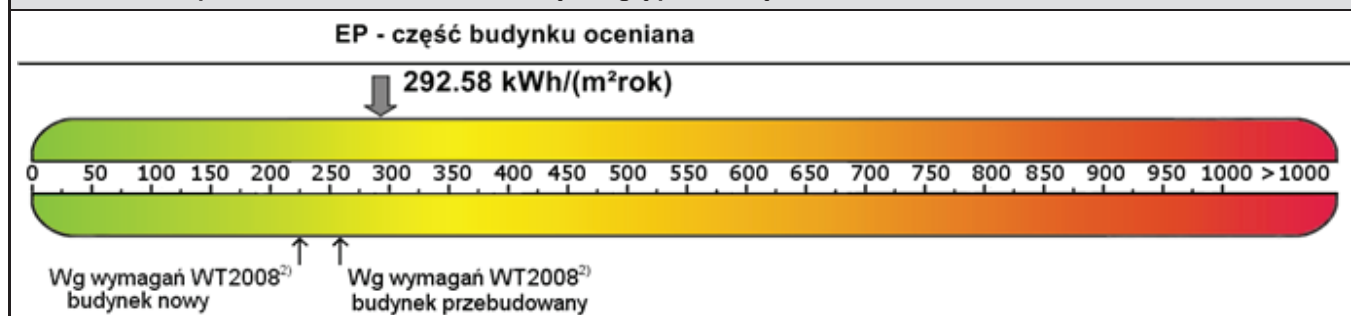 EP - część budynku oceniana
292.58 kWh/(m²rok)
0 50 100 150 200 250 300 350 400 450 500 550 600 650 700 750 800 850 900 950 1000 >1000
Wg wymagań WT2008²⁾
budynek nowy
Wg wymagań WT2008²⁾
budynek przebudowany